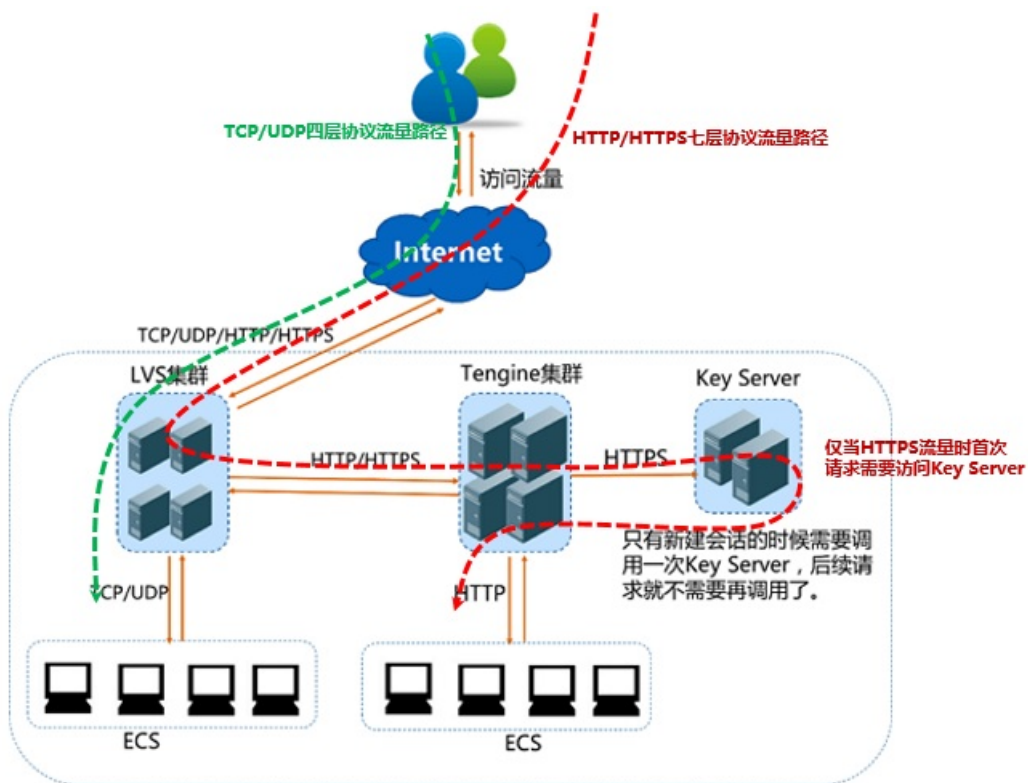 TCP/UDP四层协议流量路径
HTTP/HTTPS七层协议流量路径
访问流量
Internet
TCP/UDP/HTTP/HTTPS
LVS集群
Tengine集群
Key Server
HTTP/HTTPS
HTTPS
仅当HTTPS流量时首次
请求需要访问Key Server
只有新建会话的时候需要调
用一次Key Server，后续请
求就不需要再调用了。
TCP/UDP
HTTP
ECS
ECS